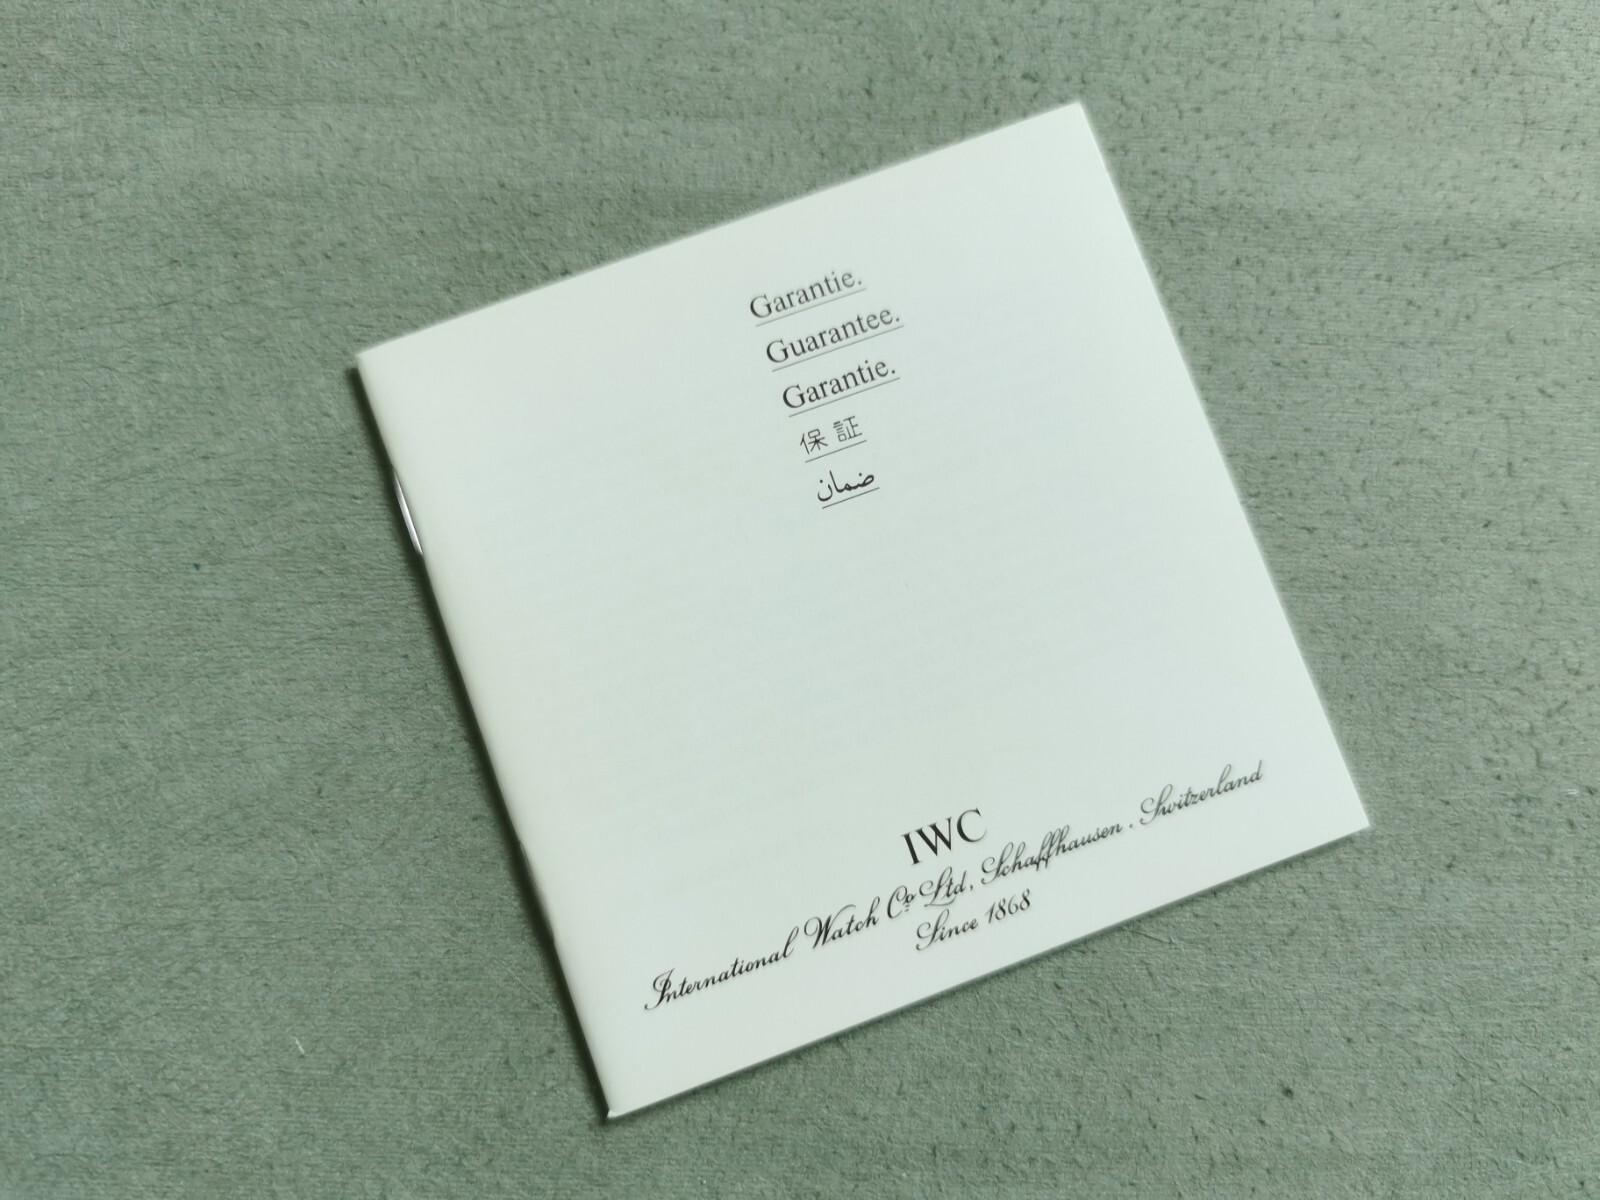 Garantie.
Guarantee.
Garantie.
保証
ضمان
IWC
International Watch Co Ltd, Schaffhausen . Switzerland
Since 1868